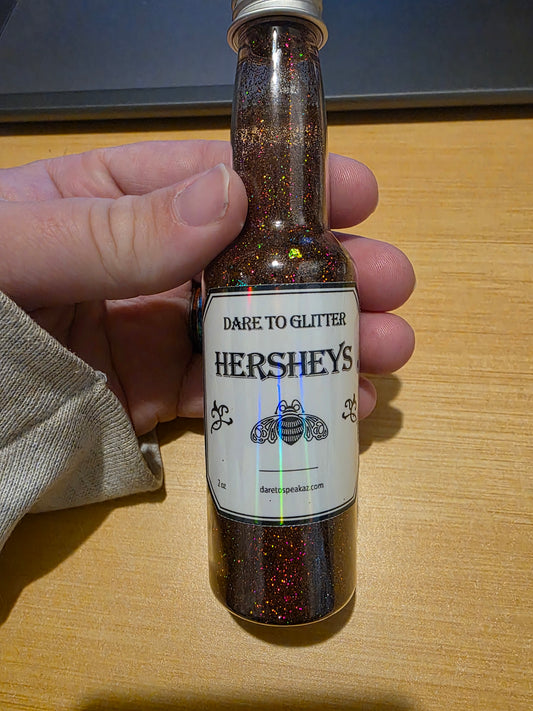 DARE TO GLITTER
HERSHEYS
2 oz
daretospeakaz.com